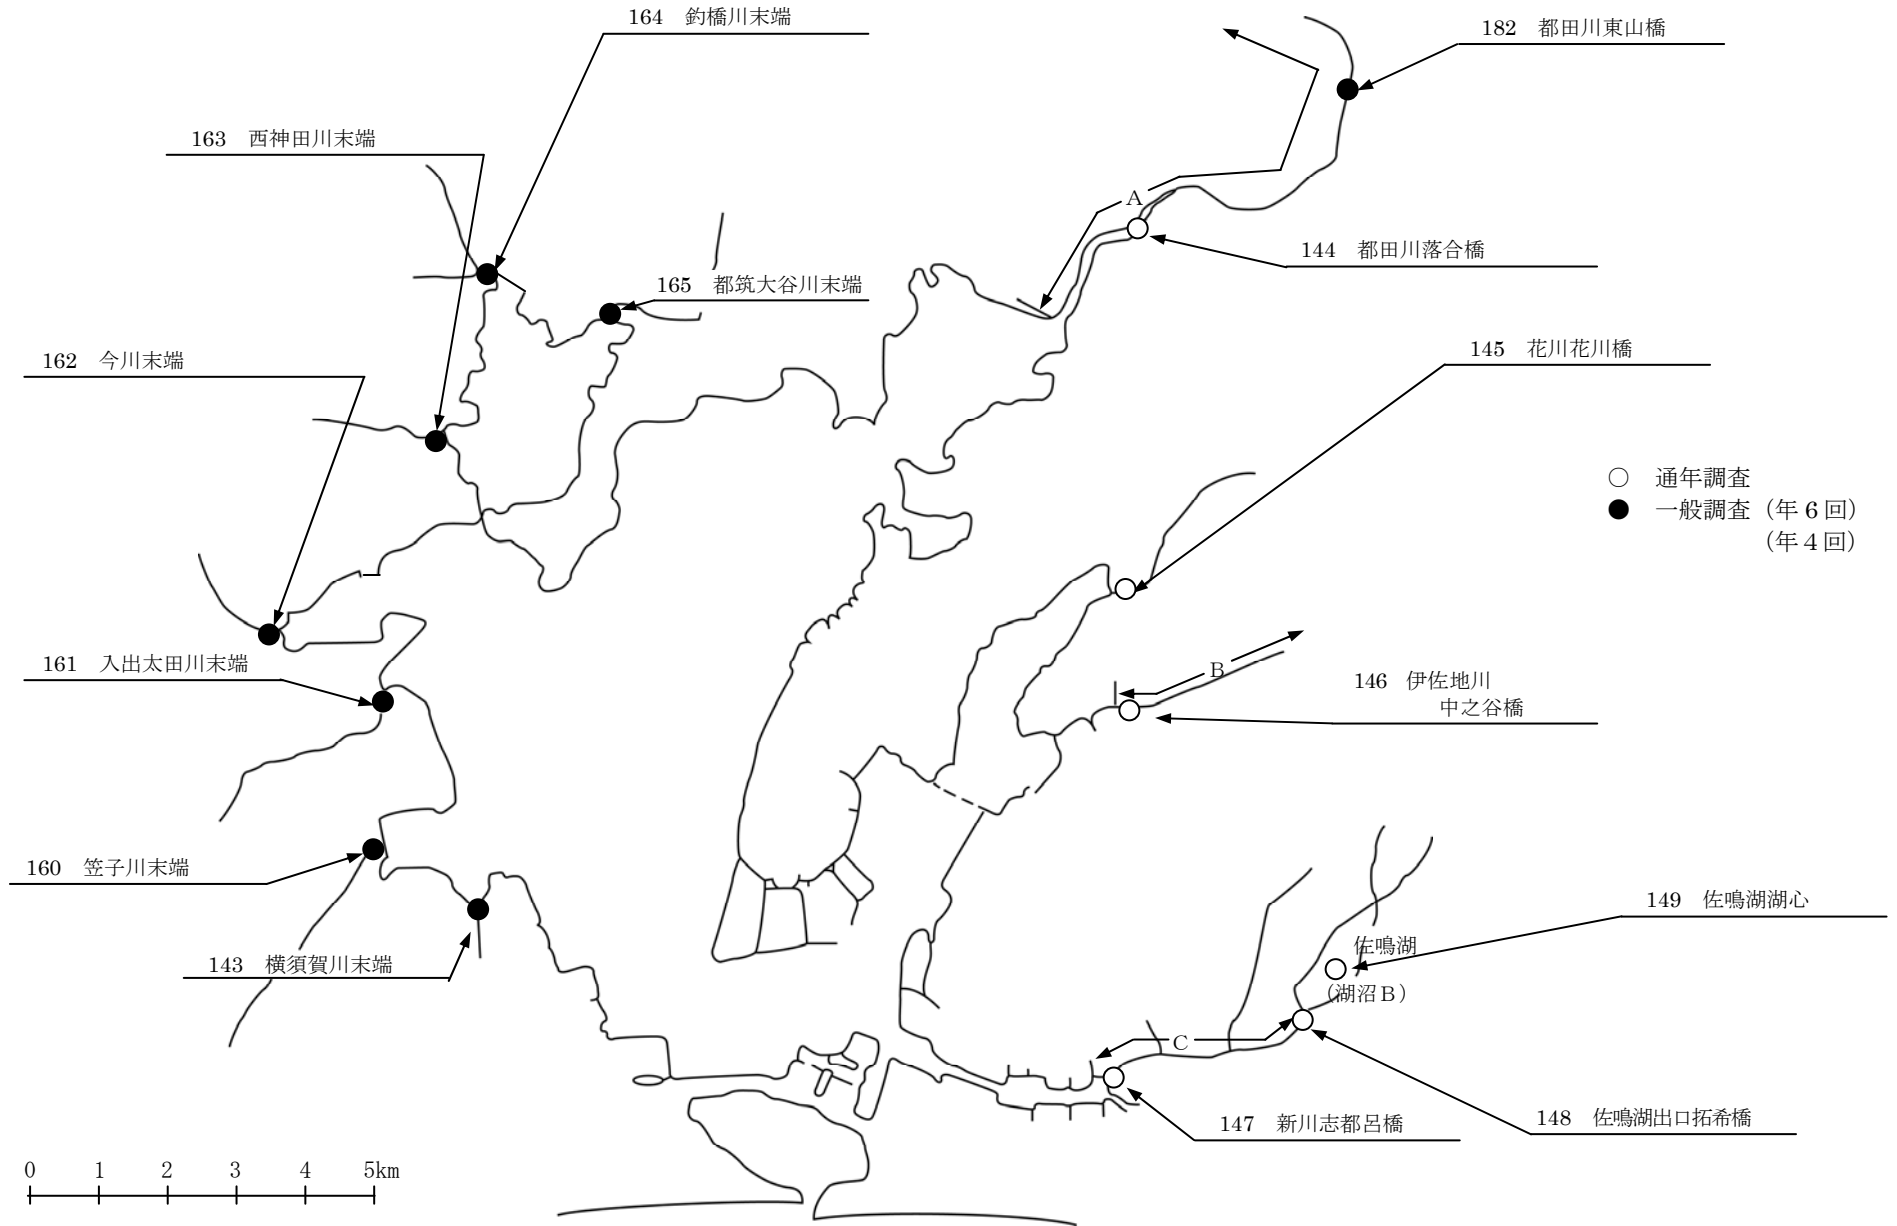 164 釣橋川末端
182 都田川東山橋
163 西神田川末端
A
144 都田川落合橋
165 都筑大谷川末端
162 今川末端
145 花川花川橋
○ 通年調査
● 一般調査（年６回）
（年４回）
161 入出太田川末端
B
146 伊佐地川
中之谷橋
160 笠子川末端
149 佐鳴湖湖心
佐鳴湖
（湖沼Ｂ）
143 横須賀川末端
C
147 新川志都呂橋
148 佐鳴湖出口拓希橋
0 1 2 3 4 5km